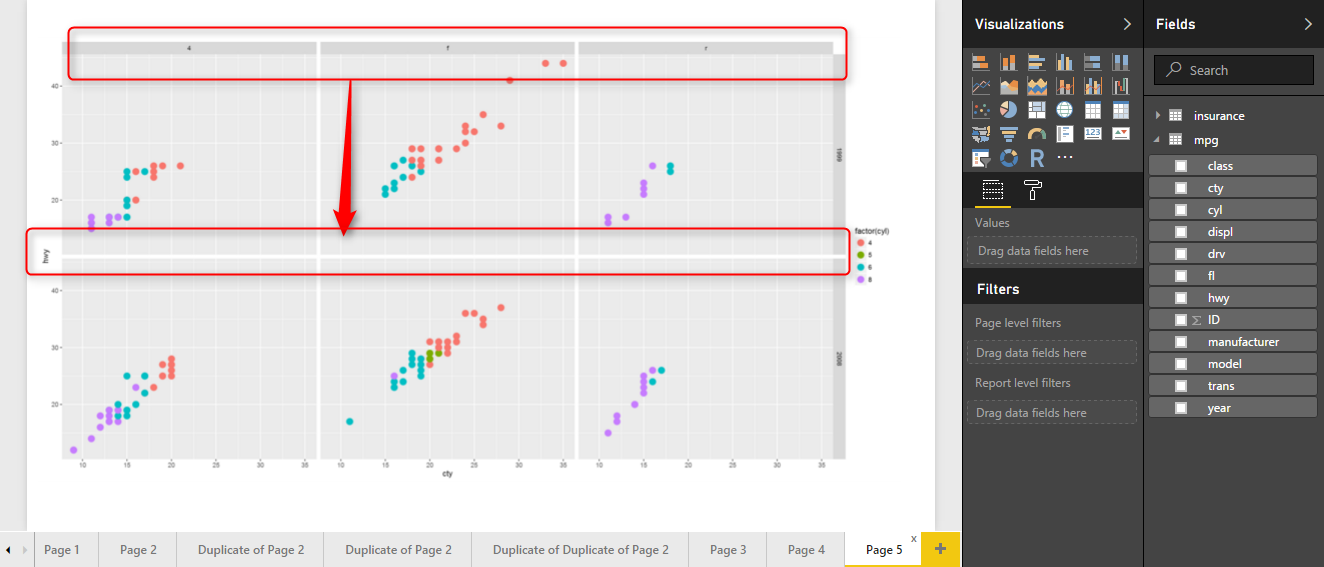 4 f r
40
30
20
1999
hwy
40
30
20
2008
10 15 20 25 30 35 10 15 20 25 30 35 10 15 20 25 30 35
cty
factor(cyl)
4
5
6
8
Page 1 Page 2 Duplicate of Page 2 Duplicate of Page 2 Duplicate of Duplicate of Page 2 Page 3 Page 4 Page 5 x +
Visualizations
R
123
...
Values
Drag data fields here
Filters
Page level filters
Drag data fields here
Report level filters
Drag data fields here
Fields
Search
insurance
mpg
class
cty
cyl
displ
drv
fl
hwy
Σ ID
manufacturer
model
trans
year